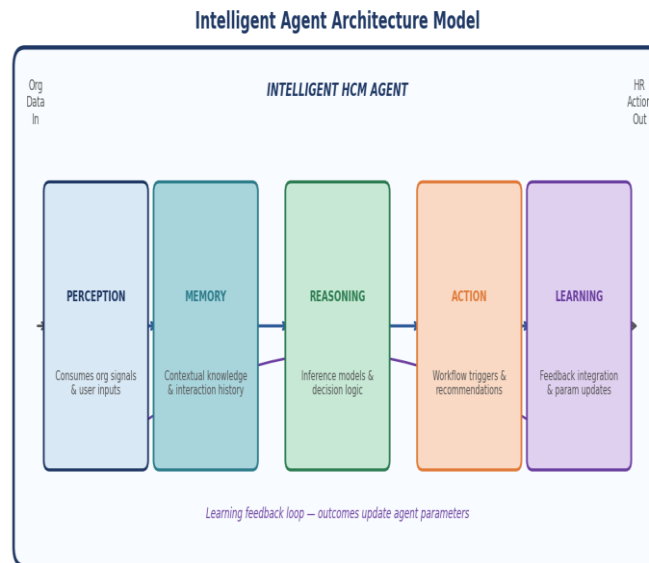 Intelligent Agent Architecture Model
Org
Data
In
INTELLIGENT HCM AGENT
HR
Action
Out
PERCEPTION
Consumes org signals
& user inputs
MEMORY
Contextual knowledge
& interaction history
REASONING
Inference models &
decision logic
ACTION
Workflow triggers &
recommendations
LEARNING
Feedback integration
& param updates
Learning feedback loop — outcomes update agent parameters